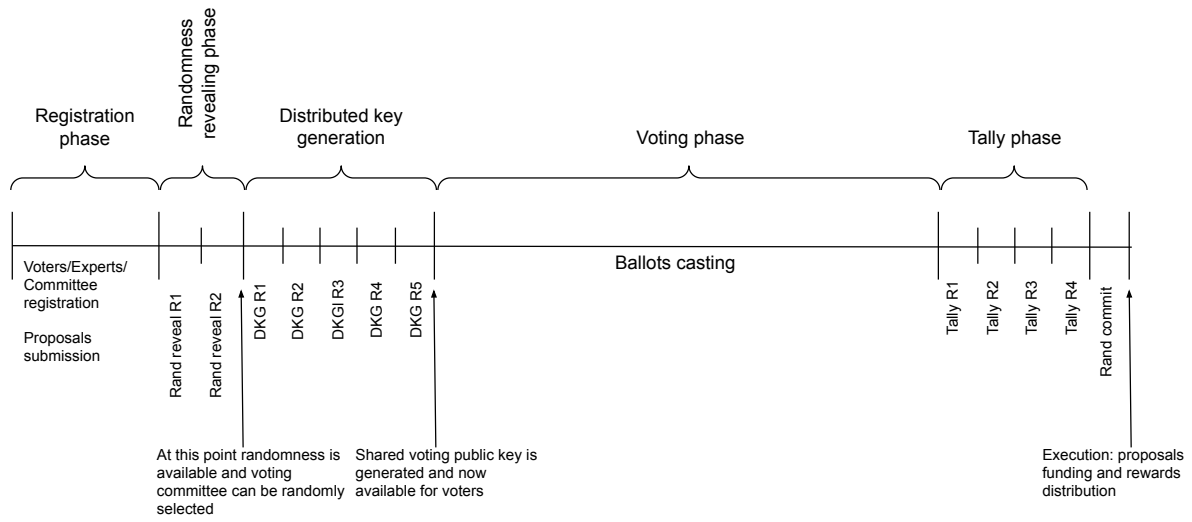 Registration
phase
Randomness
revealing phase
Distributed key
generation
Voting phase
Tally phase
Voters/Experts/
Committee
registration
Proposals
submission
Rand reveal R1
Rand reveal R2
DKG R1
DKG R2
DKGI R3
DKG R4
DKG R5
Ballots casting
Tally R1
Tally R2
Tally R3
Tally R4
Rand commit
At this point randomness is
available and voting
committee can be randomly
selected
Shared voting public key is
generated and now
available for voters
Execution: proposals
funding and rewards
distribution